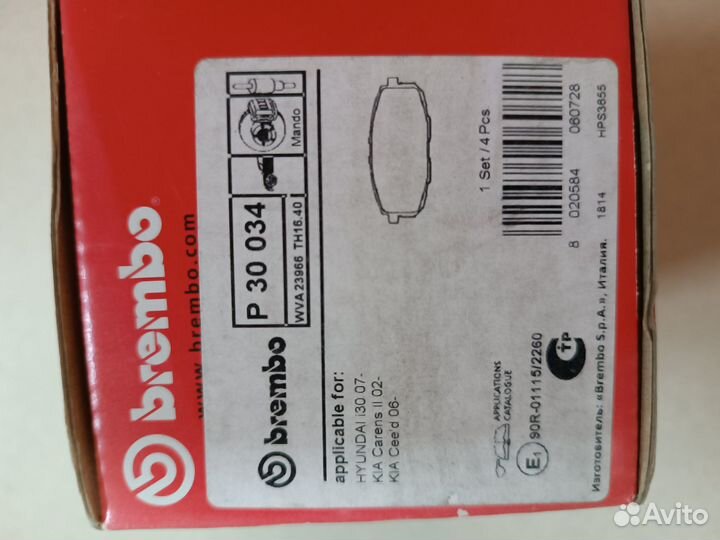 brembo
www.brembo.com
Mando
P 30 034
WVA 23966 TH16.40
brembo
applicable for:
HYUNDAI i30 07-
KIA Carens II 02-
KIA Cee'd 06-
1 Set / 4 Pcs
8 020584 060728
1814 HPS3655
APPLICATIONS
CATALOGUE
E1 90R-01115/2260
Изготовитель: «Brembo S.p.A.», Италия.
Avito